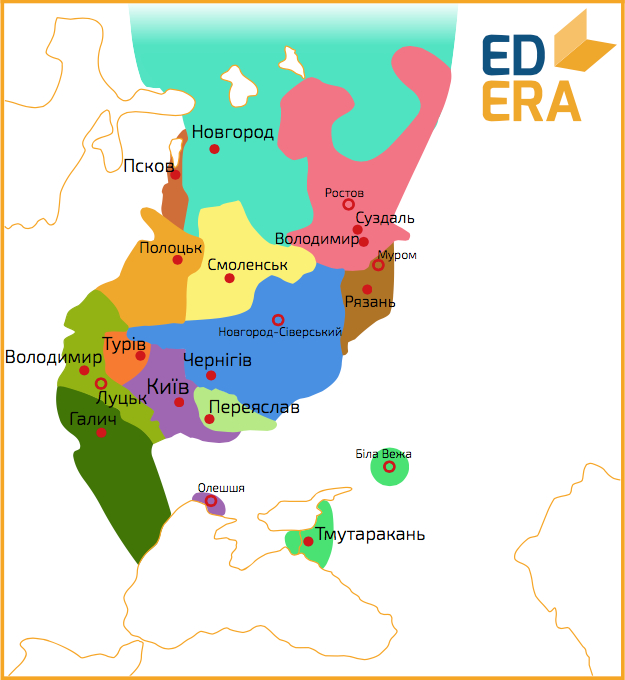 ED
ERA
Новгород
Псков
Ростов
Суздаль
Володимир
Полоцьк
Муром
Смоленськ
Рязань
Новгород-Сіверський
Турів
Володимир
Чернігів
Київ
Луцьк
Переяслав
Галич
Біла Вежа
Олешшя
Тмутаракань